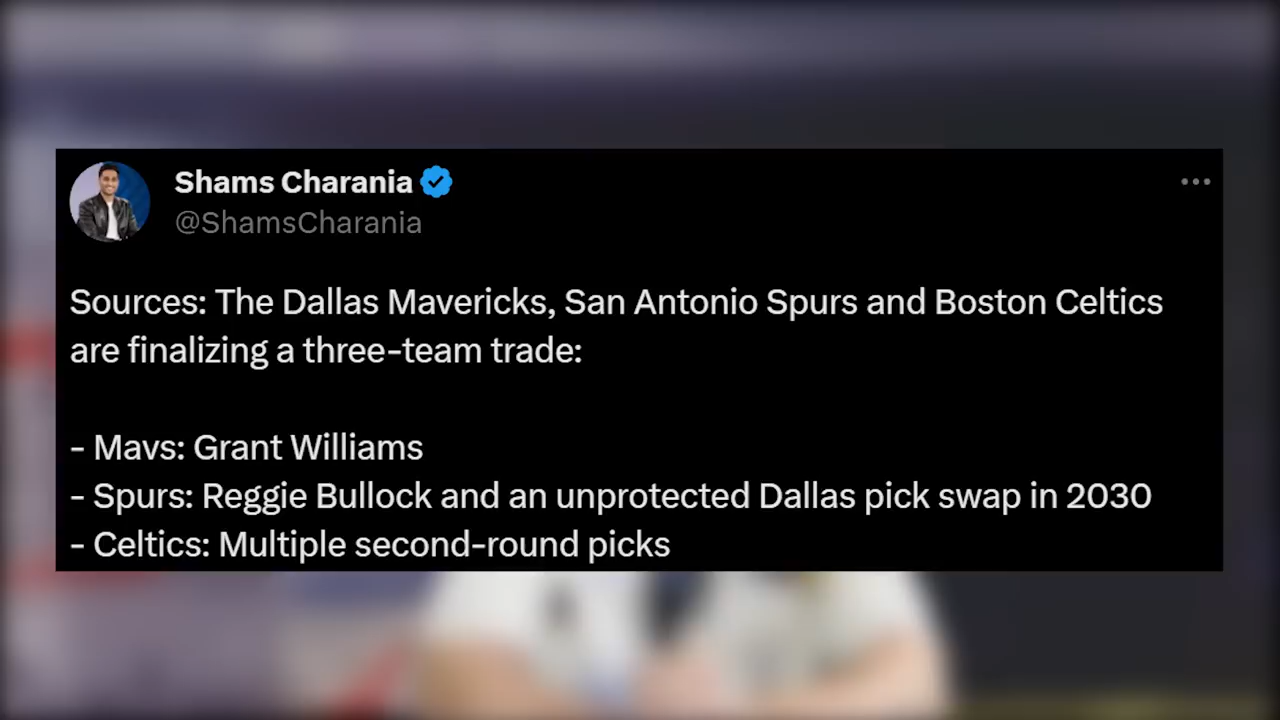 Shams Charania
@ShamsCharania
Sources: The Dallas Mavericks, San Antonio Spurs and Boston Celtics
are finalizing a three-team trade:
- Mavs: Grant Williams
- Spurs: Reggie Bullock and an unprotected Dallas pick swap in 2030
- Celtics: Multiple second-round picks